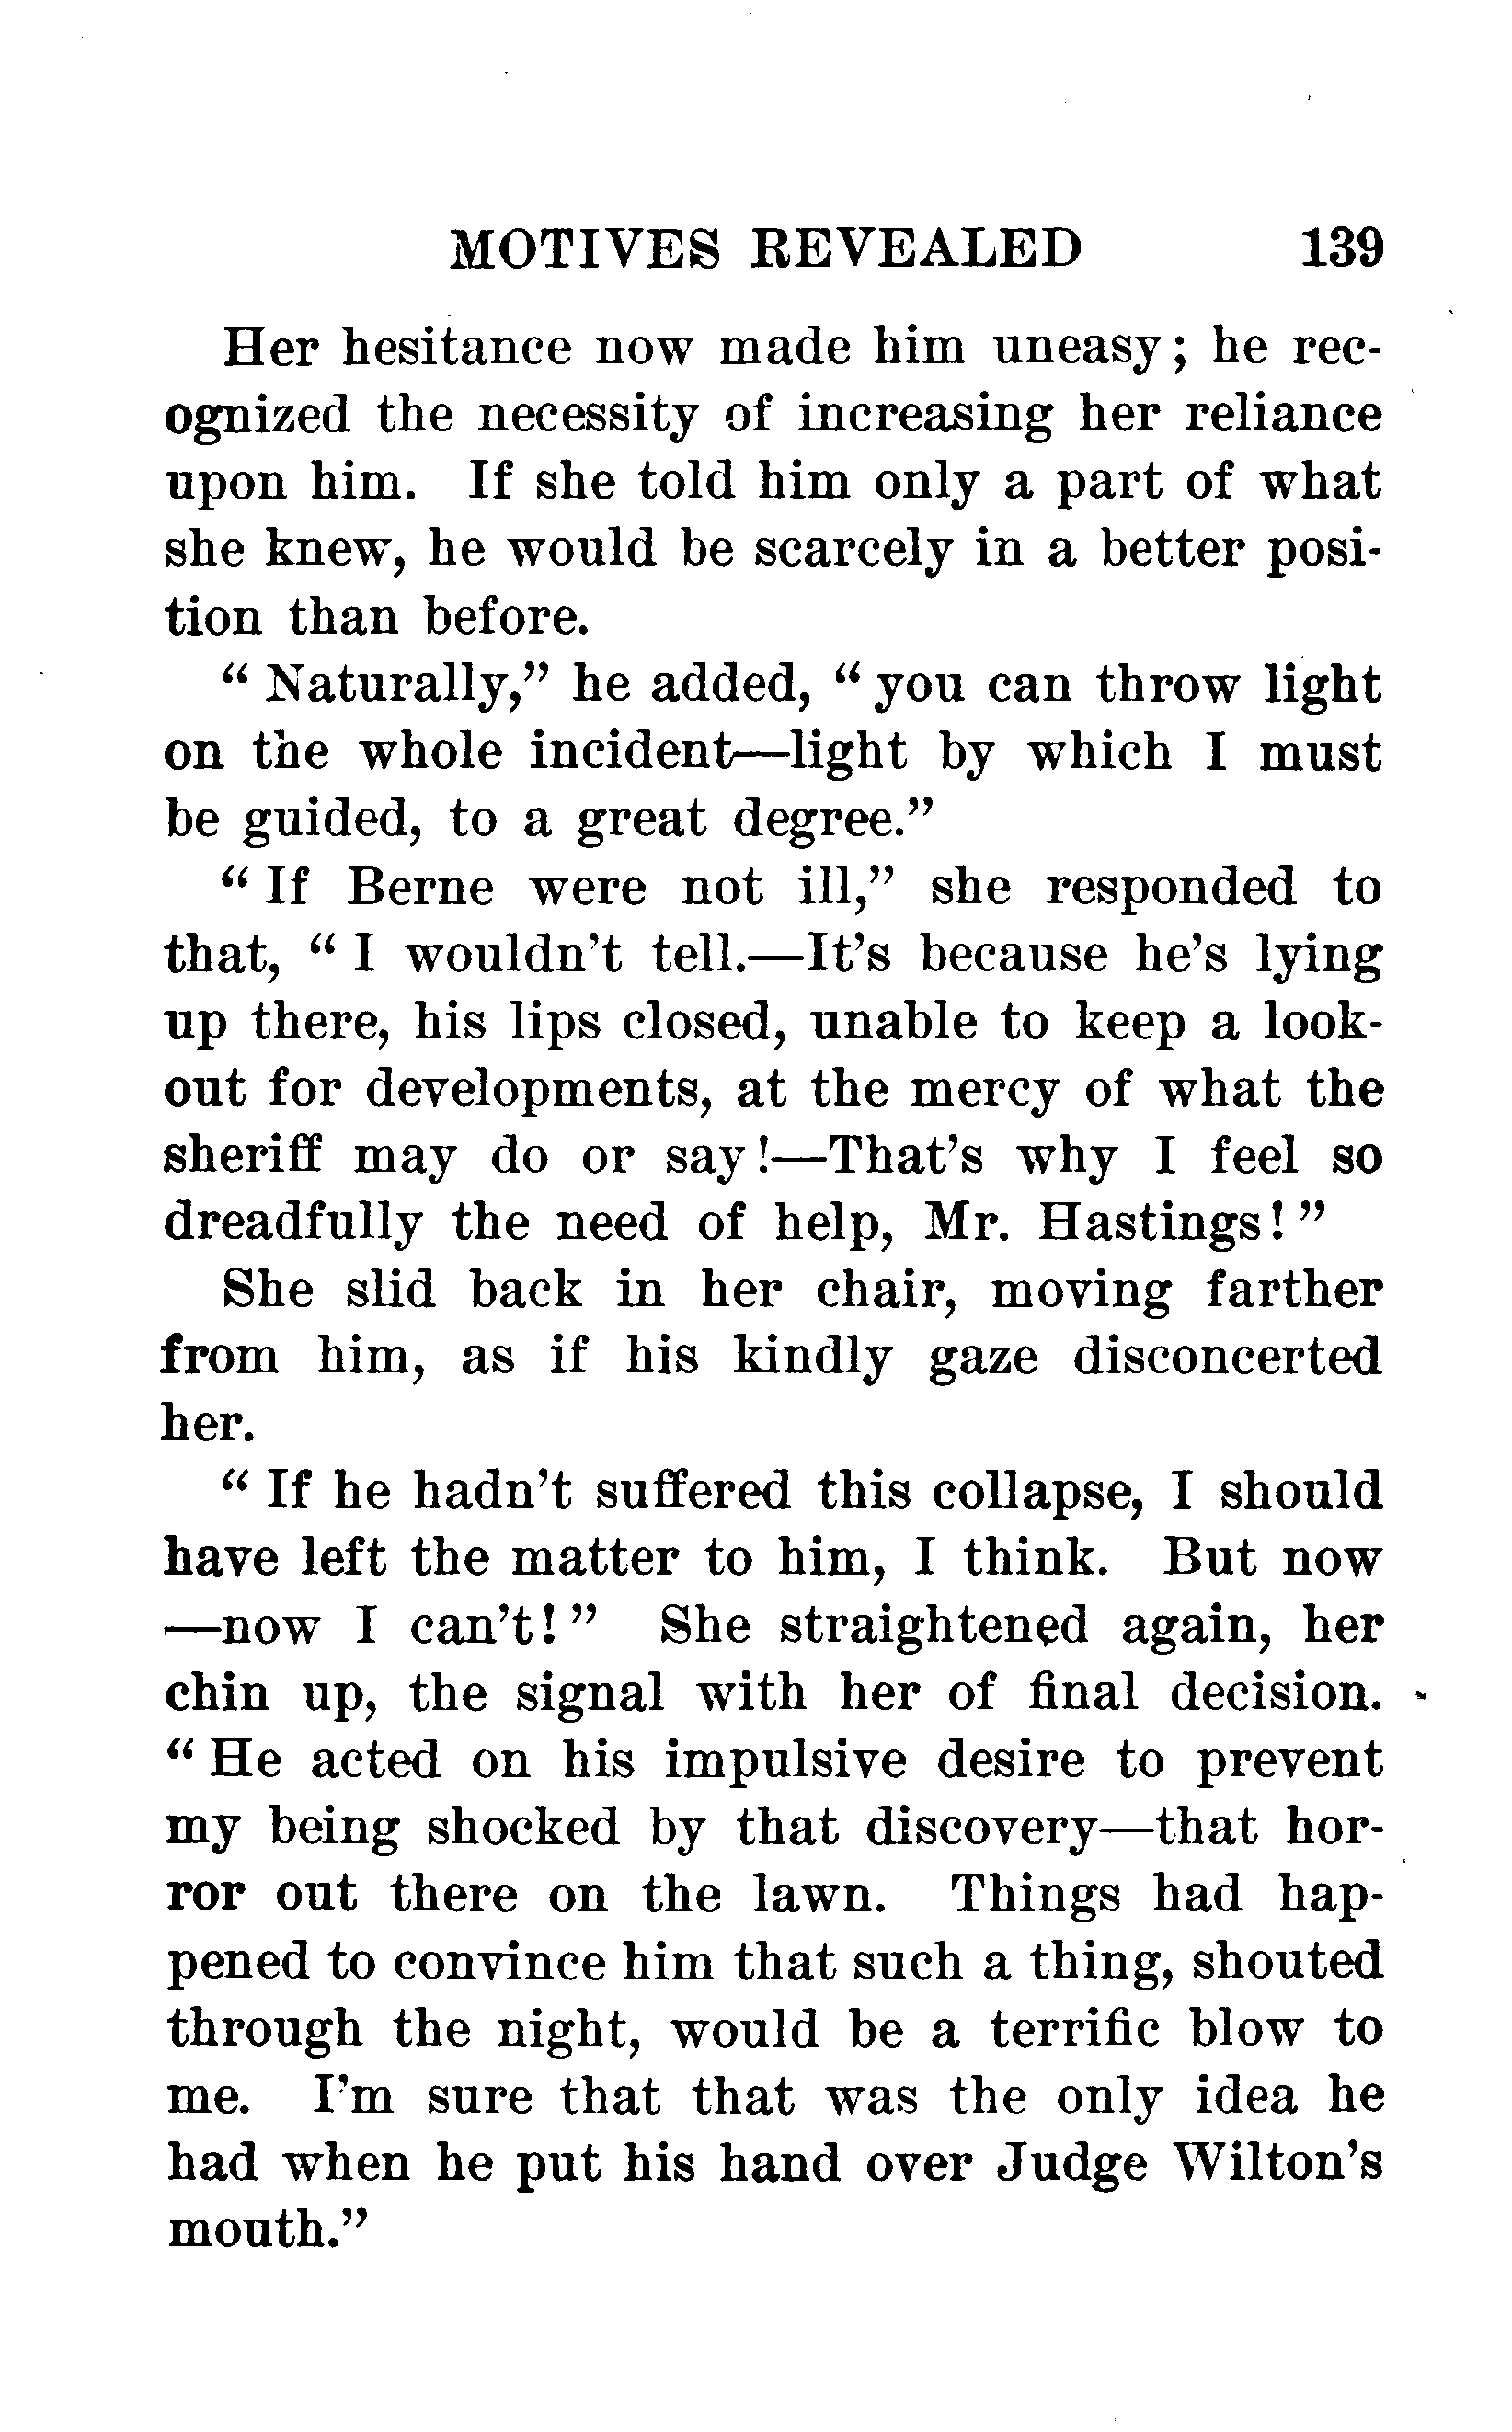 MOTIVES REVEALED 139
Her hesitance now made him uneasy; he rec-
ognized the necessity of increasing her reliance
upon him. If she told him only a part of what
she knew, he would be scarcely in a better posi-
tion than before.
“ Naturally,” he added, “ you can throw light
on the whole incident—light by which I must
be guided, to a great degree.”
“ If Berne were not ill,” she responded to
that, “ I wouldn’t tell.—It’s because he’s lying
up there, his lips closed, unable to keep a look-
out for developments, at the mercy of what the
sheriff may do or say!—That’s why I feel so
dreadfully the need of help, Mr. Hastings! ”
She slid back in her chair, moving farther
from him, as if his kindly gaze disconcerted
her.
“ If he hadn’t suffered this collapse, I should
have left the matter to him, I think. But now
—now I can’t! ” She straightened again, her
chin up, the signal with her of final decision.
“ He acted on his impulsive desire to prevent
my being shocked by that discovery—that hor-
ror out there on the lawn. Things had hap-
pened to convince him that such a thing, shouted
through the night, would be a terrific blow to
me. I’m sure that that was the only idea he
had when he put his hand over Judge Wilton’s
mouth.”